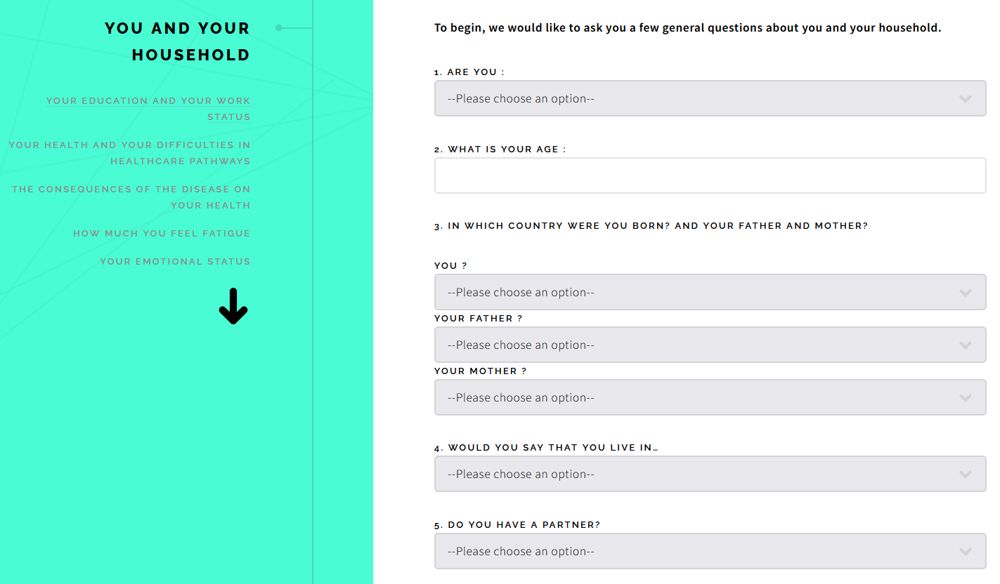 YOU AND YOUR
HOUSEHOLD
YOUR EDUCATION AND YOUR WORK
STATUS
YOUR HEALTH AND YOUR DIFFICULTIES IN
HEALTHCARE PATHWAYS
THE CONSEQUENCES OF THE DISEASE ON
YOUR HEALTH
HOW MUCH YOU FEEL FATIGUE
YOUR EMOTIONAL STATUS
To begin, we would like to ask you a few general questions about you and your household.
1. ARE YOU :
--Please choose an option--
2. WHAT IS YOUR AGE :
3. IN WHICH COUNTRY WERE YOU BORN? AND YOUR FATHER AND MOTHER?
YOU ?
--Please choose an option--
YOUR FATHER ?
--Please choose an option--
YOUR MOTHER ?
--Please choose an option--
4. WOULD YOU SAY THAT YOU LIVE IN…
--Please choose an option--
5. DO YOU HAVE A PARTNER?
--Please choose an option--